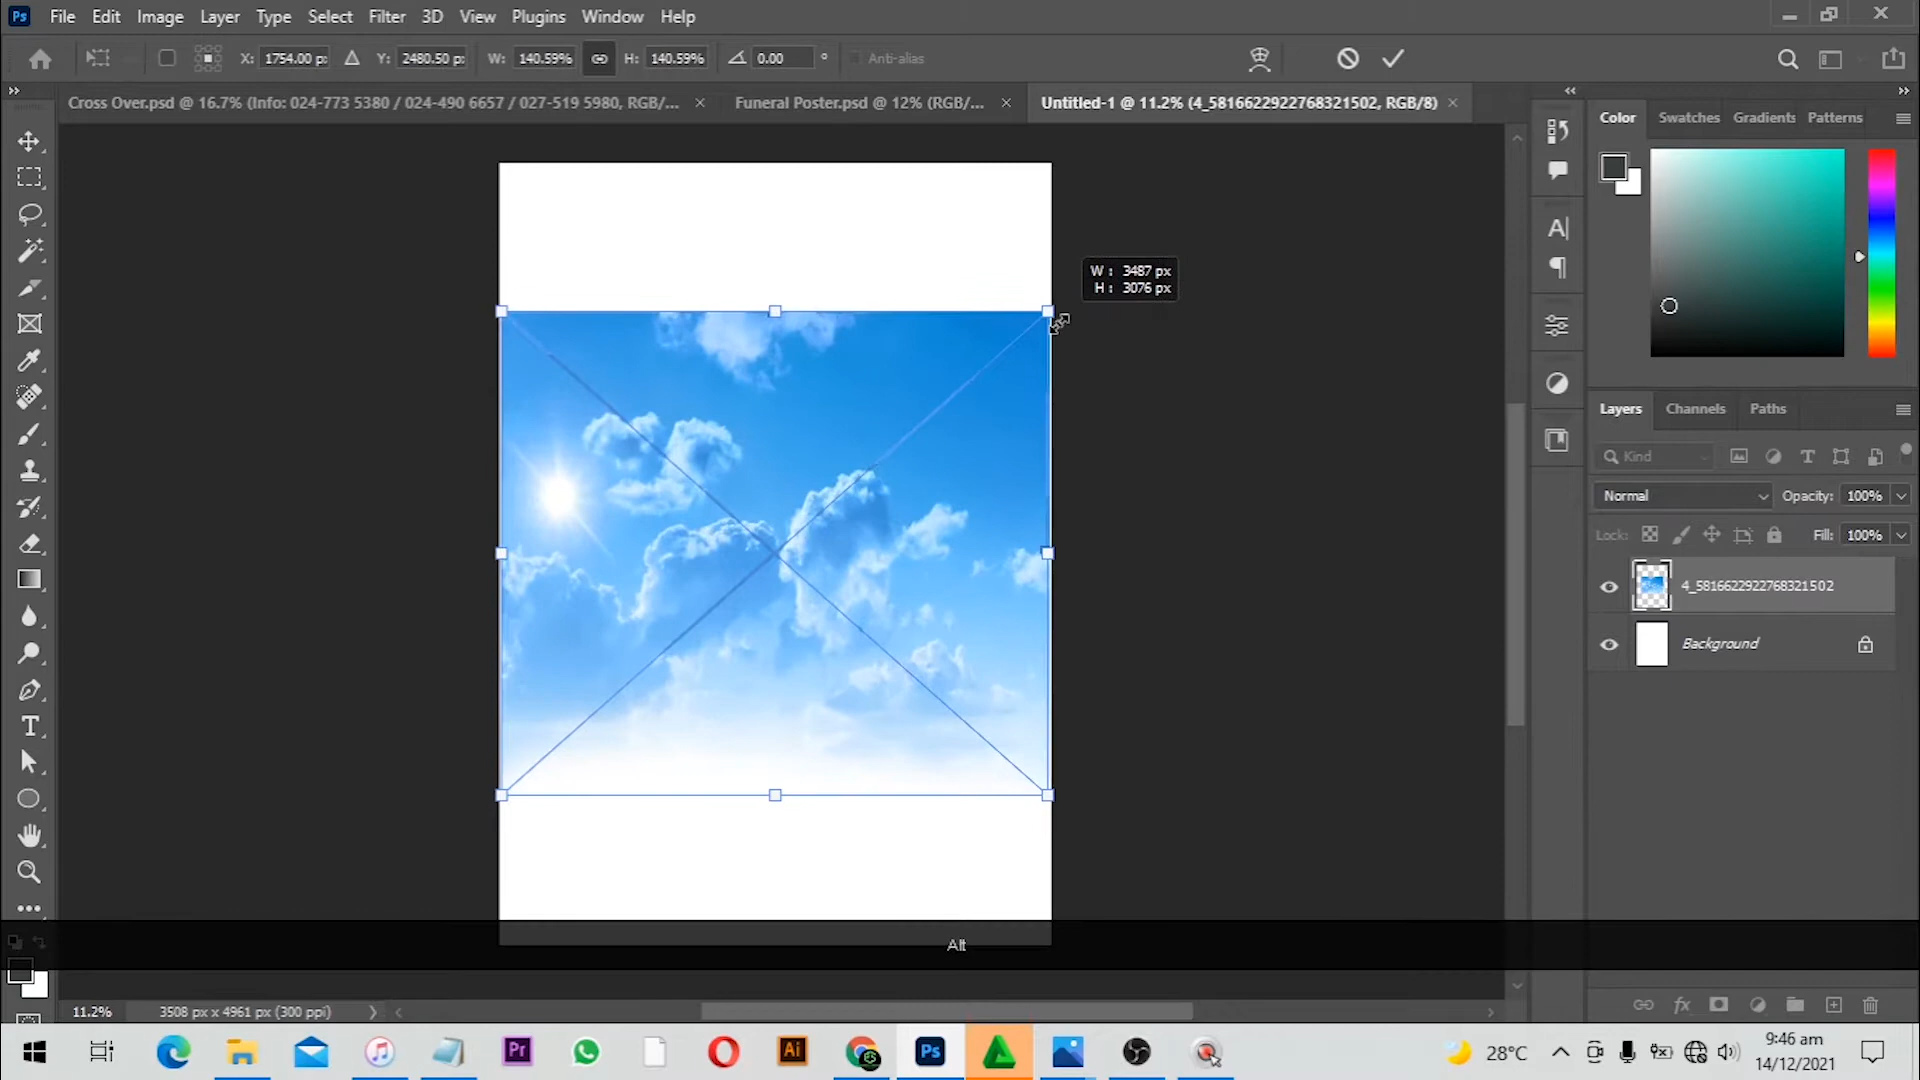 Ps File Edit Image Layer Type Select Filter 3D View Plugins Window Help
X: 1754.00 px Y: 2480.50 px W: 140.59% H: 140.59% 0.00 ° Anti-alias
Cross Over.psd @ 16.7% (Info: 024-773 5380 / 024-490 6657 / 027-519 5980, RGB/... × Funeral Poster.psd @ 12% (RGB/... × Untitled-1 @ 11.2% (4_5816622922768321502, RGB/8) ×
Color Swatches Gradients Patterns
W : 3487 px
H : 3076 px
Layers Channels Paths
Kind
Normal Opacity: 100%
Lock: Fill: 100%
4_5816622922768321502
Background
Alt
11.2% 3508 px x 4961 px (300 ppi)
Pr Ai Ps 28°C 9:46 am
14/12/2021